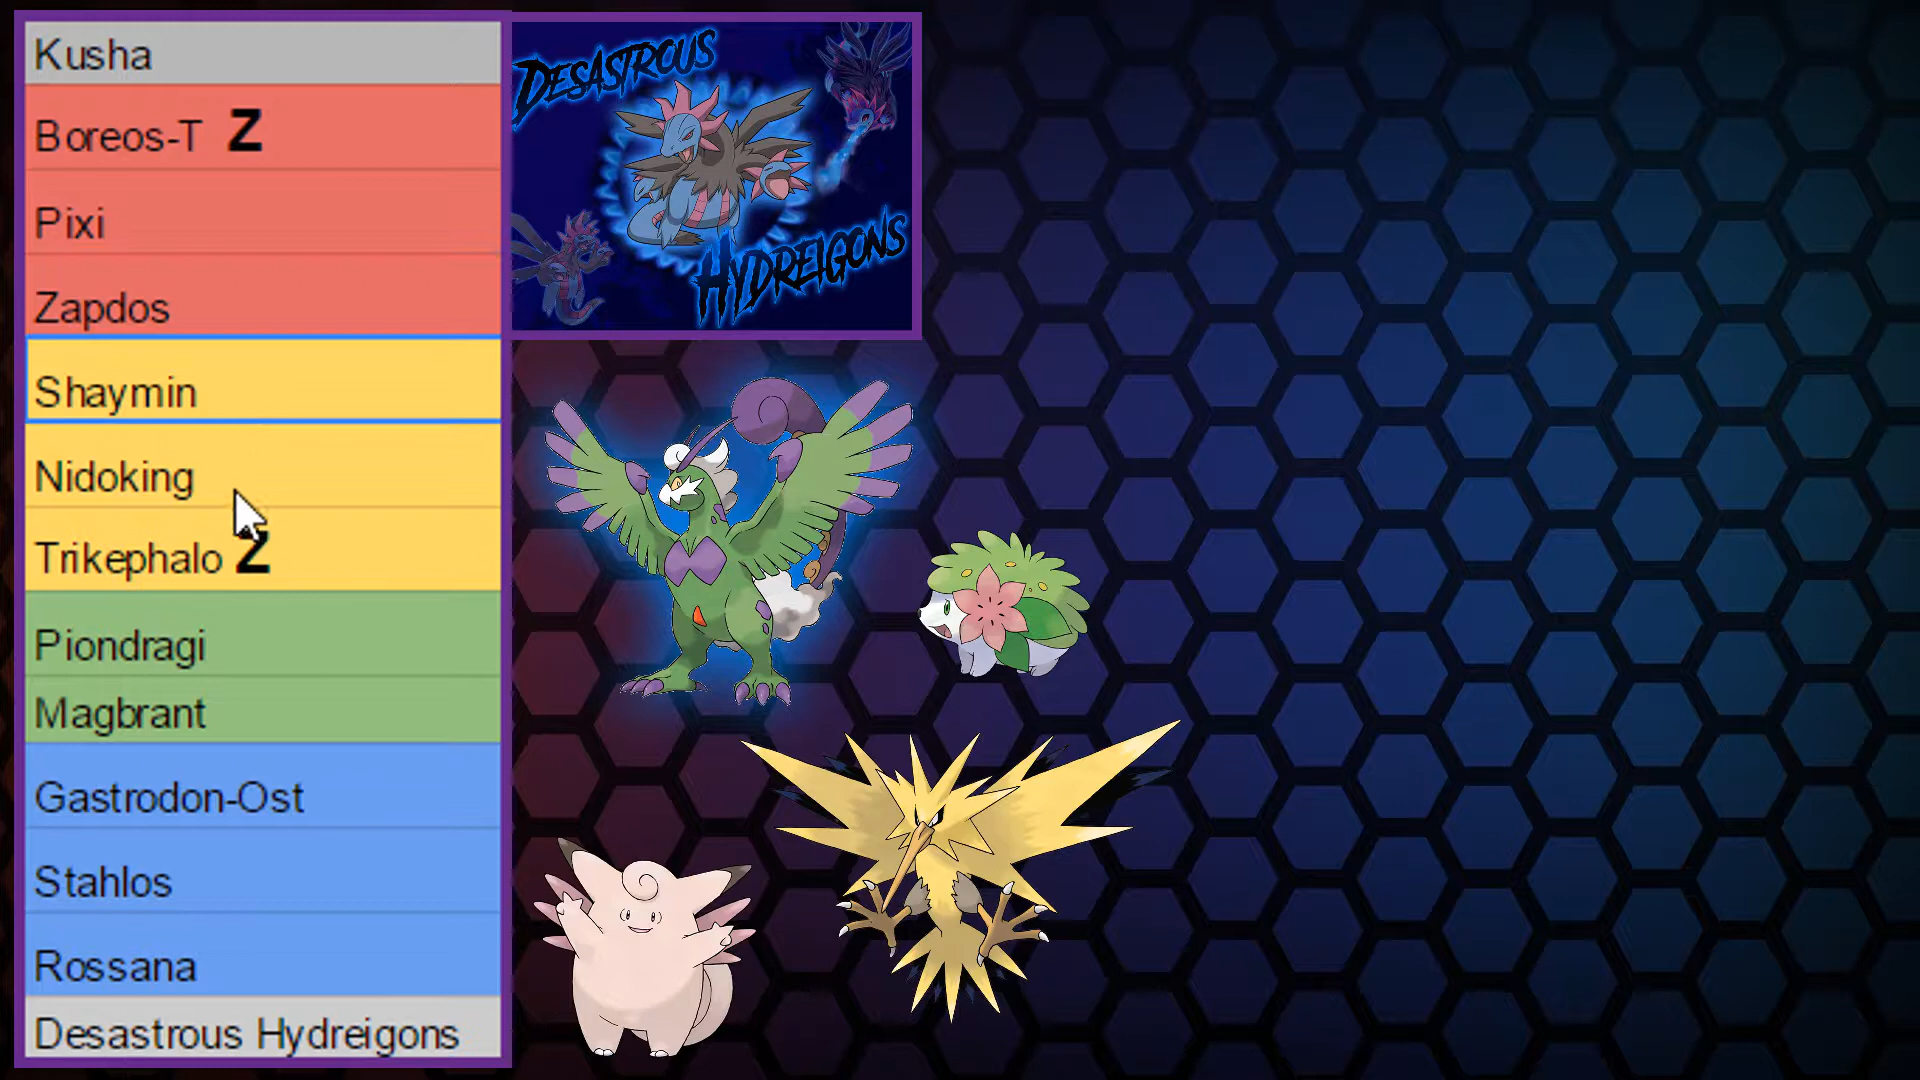 Kusha
Boreos-T Z
Pixi
Zapdos
Shaymin
Nidoking
Trikephalo Z
Piondragi
Magbrant
Gastrodon-Ost
Stahlos
Rossana
Desastrous Hydreigons
DESASTROUS
HYDREIGONS